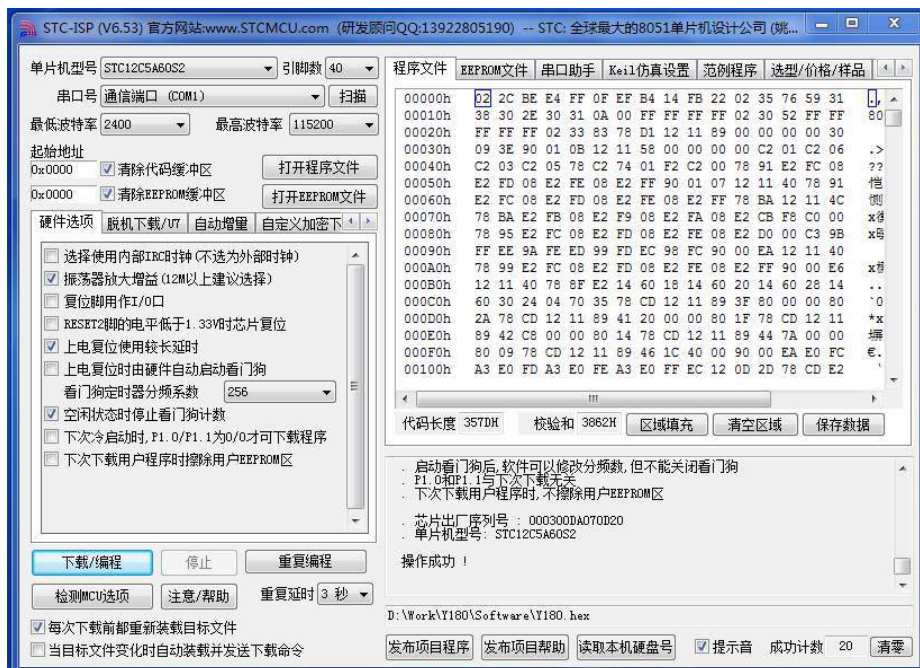 STC-ISP (V6.53) 官方网站:www.STCMCU.com (研发顾问QQ:13922805190) -- STC: 全球最大的8051单片机设计公司 (姚...
单片机型号 STC12C5A60S2 引脚数 40
串口号 通信端口 (COM1) 扫描
最低波特率 2400 最高波特率 115200
起始地址
0x0000 清除代码缓冲区 打开程序文件
0x0000 清除EEPROM缓冲区 打开EEPROM文件
硬件选项 脱机下载/U7 自动增量 自定义加密下
选择使用内部IRC时钟(不选为外部时钟)
振荡器放大增益(12M以上建议选择)
复位脚用作I/O口
RESET2脚的电平低于1.33V时芯片复位
上电复位使用较长延时
上电复位时由硬件自动启动看门狗
看门狗定时器分频系数 256
空闲状态时停止看门狗计数
下次冷启动时,P1.0/P1.1为0/0才可下载程序
下次下载用户程序时擦除用户EEPROM区
下载/编程 停止 重复编程
检测MCU选项 注意/帮助 重复延时 3 秒
每次下载前都重新装载目标文件
当目标文件变化时自动装载并发送下载命令
程序文件 EEPROM文件 串口助手 Keil仿真设置 范例程序 选型/价格/样品
00000h 02 2C BE E4 FF 0F EF B4 14 FB 22 02 35 76 59 31 .,
00010h 38 30 2E 30 31 0A 00 FF FF FF FF 02 30 52 FF FF 80
00020h FF FF FF 02 33 83 78 D1 12 11 89 00 00 00 00 30
00030h 09 3E 90 01 0B 12 11 58 00 00 00 00 C2 01 C2 06 .>
00040h C2 03 C2 05 78 C2 74 01 F2 C2 00 78 91 E2 FC 08 ??
00050h E2 FD 08 E2 FE 08 E2 FF 90 01 07 12 11 40 78 91
00060h E2 FC 08 E2 FD 08 E2 FE 08 E2 FF 78 BA 12 11 4C
00070h 78 BA E2 FB 08 E2 F9 08 E2 FA 08 E2 CB F8 C0 00
00080h 78 95 E2 FC 08 E2 FD 08 E2 FE 08 E2 D0 00 C3 9B
00090h FF EE 9A FE ED 99 FD EC 98 FC 90 00 EA 12 11 40
000A0h 78 99 E2 FC 08 E2 FD 08 E2 FE 08 E2 FF 90 00 E6
000B0h 12 11 40 78 8F E2 14 60 18 14 60 20 14 60 28 14 ..
000C0h 60 30 24 04 70 35 78 CD 12 11 89 3F 80 00 00 80 `0
000D0h 2A 78 CD 12 11 89 41 20 00 00 80 1F 78 CD 12 11 *x
000E0h 89 42 C8 00 00 80 14 78 CD 12 11 89 44 7A 00 00
000F0h 80 09 78 CD 12 11 89 46 1C 40 00 90 00 EA E0 FC €.
00100h A3 E0 FD A3 E0 FE A3 E0 FF EC 12 0D 2D 78 CD E2
代码长度 357DH 校验和 3862H 区域填充 清空区域 保存数据
. 启动看门狗后,软件可以修改分频数,但不能关闭看门狗
. P1.0和P1.1与下次下载无关
. 下次下载用户程序时,不擦除用户EEPROM区
. 芯片出厂序列号 : 000300DA070D20
. 单片机型号: STC12C5A60S2
操作成功 !
D:\Work\Y180\Software\Y180.hex
发布项目程序 发布项目帮助 读取本机硬盘号 提示音 成功计数 20 清零